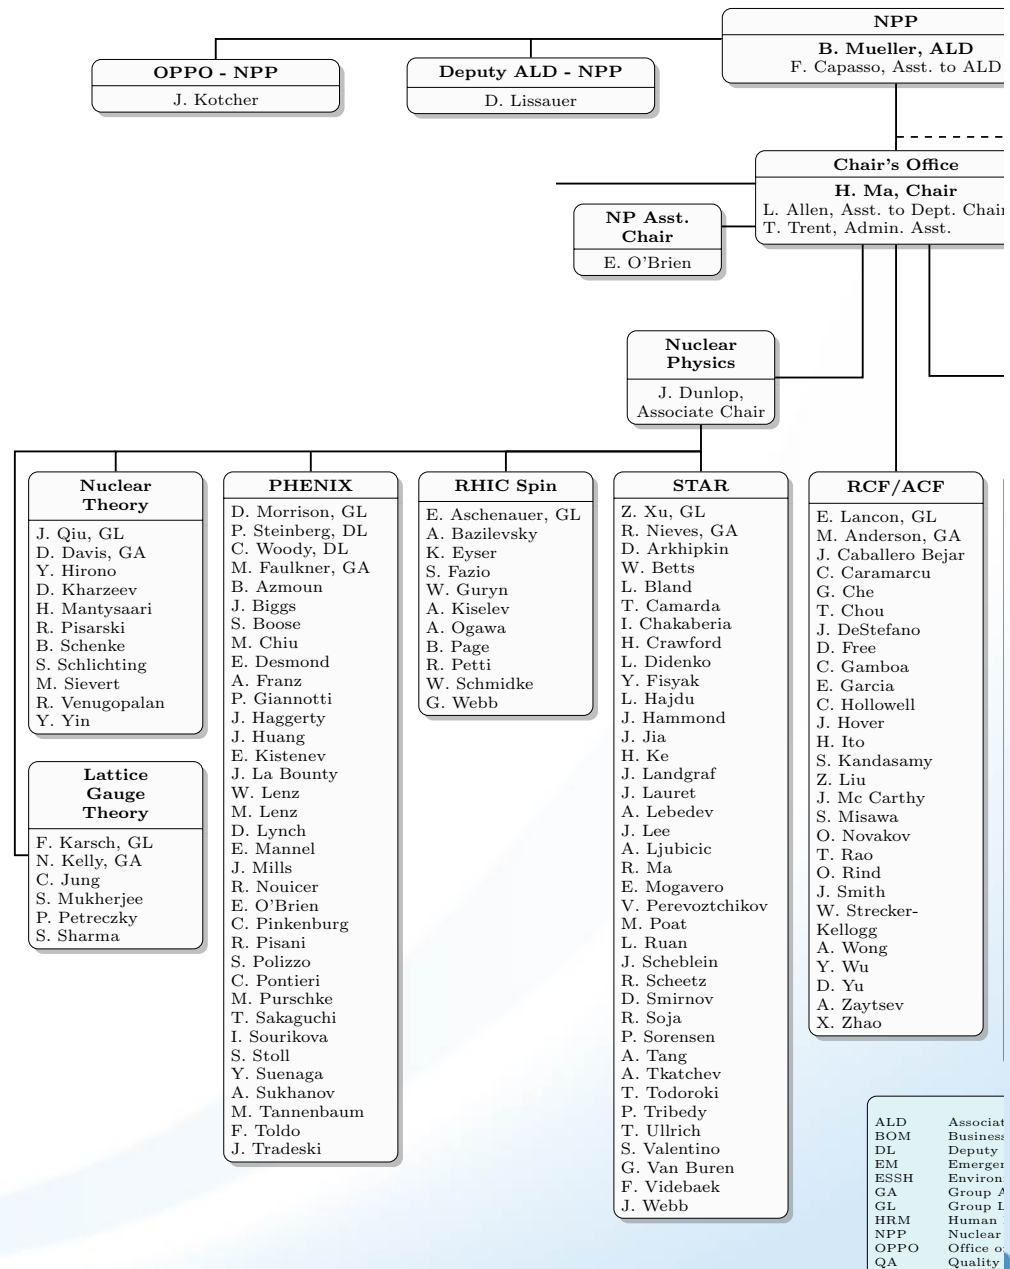 NPP
B. Mueller, ALD
F. Capasso, Asst. to ALD
OPPO - NPP
J. Kotcher
Deputy ALD - NPP
D. Lissauer
Chair's Office
H. Ma, Chair
L. Allen, Asst. to Dept. Chair
T. Trent, Admin. Asst.
NP Asst.
Chair
E. O'Brien
Nuclear
Physics
J. Dunlop,
Associate Chair
Nuclear
Theory
J. Qiu, GL
D. Davis, GA
Y. Hirono
D. Kharzeev
H. Mantysaari
R. Pisarski
B. Schenke
S. Schlichting
M. Sievert
R. Venugopalan
Y. Yin
Lattice
Gauge
Theory
F. Karsch, GL
N. Kelly, GA
C. Jung
S. Mukherjee
P. Petreczky
S. Sharma
PHENIX
D. Morrison, GL
P. Steinberg, DL
C. Woody, DL
M. Faulkner, GA
B. Azmoun
J. Biggs
S. Boose
M. Chiu
E. Desmond
A. Franz
P. Giannotti
J. Haggerty
J. Huang
E. Kistenev
J. La Bounty
W. Lenz
M. Lenz
D. Lynch
E. Mannel
J. Mills
R. Nouicer
E. O'Brien
C. Pinkenburg
R. Pisani
S. Polizzo
C. Pontieri
M. Purschke
T. Sakaguchi
I. Sourikova
S. Stoll
Y. Suenaga
A. Sukhanov
M. Tannenbaum
F. Toldo
J. Tradeski
RHIC Spin
E. Aschenauer, GL
A. Bazilevsky
K. Eyser
S. Fazio
W. Guryn
A. Kiselev
A. Ogawa
B. Page
R. Petti
W. Schmidke
G. Webb
STAR
Z. Xu, GL
R. Nieves, GA
D. Arkhipkin
W. Betts
L. Bland
T. Camarda
I. Chakaberia
H. Crawford
L. Didenko
Y. Fisyak
L. Hajdu
J. Hammond
J. Jia
H. Ke
J. Landgraf
J. Lauret
A. Lebedev
J. Lee
A. Ljubicic
R. Ma
E. Mogavero
V. Perevoztchikov
M. Poat
L. Ruan
J. Scheblein
R. Scheetz
D. Smirnov
R. Soja
P. Sorensen
A. Tang
A. Tkatchev
T. Todoroki
P. Tribedy
T. Ullrich
S. Valentino
G. Van Buren
F. Videbaek
J. Webb
RCF/ACF
E. Lancon, GL
M. Anderson, GA
J. Caballero Bejar
C. Caramarcu
G. Che
T. Chou
J. DeStefano
D. Free
C. Gamboa
E. Garcia
C. Hollowell
J. Hover
H. Ito
S. Kandasamy
Z. Liu
J. Mc Carthy
S. Misawa
O. Novakov
T. Rao
O. Rind
J. Smith
W. Strecker-
Kellogg
A. Wong
Y. Wu
D. Yu
A. Zaytsev
X. Zhao
ALD Associat
BOM Business
DL Deputy
EM Emerger
ESSH Environ
GA Group A
GL Group L
HRM Human
NPP Nuclear
OPPO Office o
QA Quality